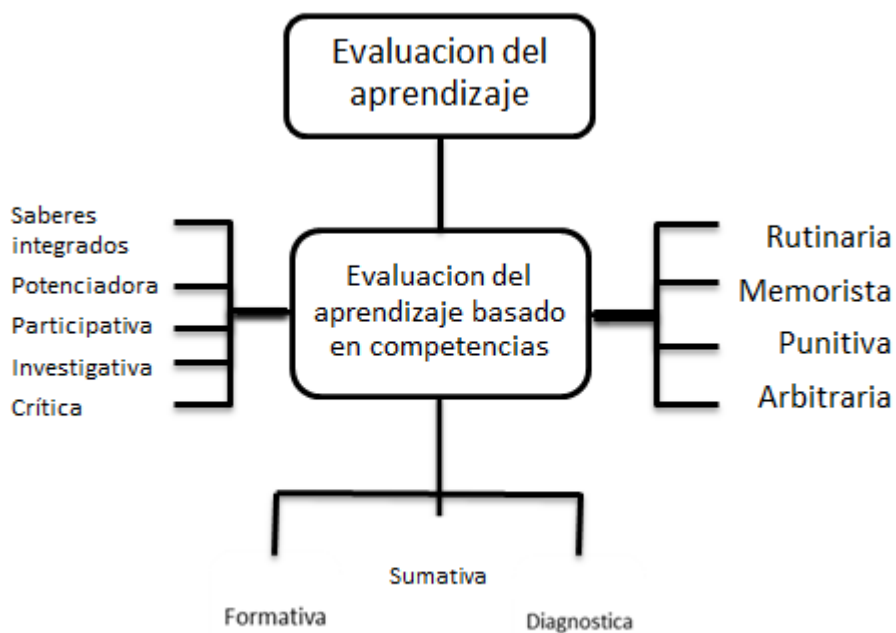 Evaluacion del
aprendizaje
Saberes
integrados
Potenciadora
Participativa
Investigativa
Crítica
Evaluacion del
aprendizaje basado
en competencias
Rutinaria
Memorista
Punitiva
Arbitraria
Formativa
Sumativa
Diagnostica